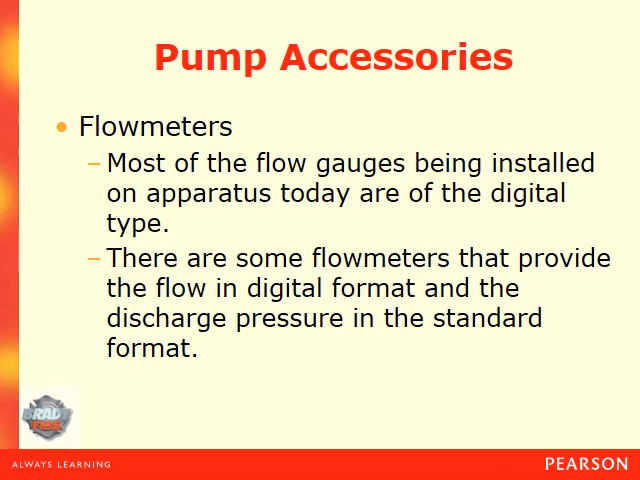 Pump Accessories
• Flowmeters
– Most of the flow gauges being installed
on apparatus today are of the digital
type.
– There are some flowmeters that provide
the flow in digital format and the
discharge pressure in the standard
format.
BRADY
FIRE
ALWAYS LEARNING
PEARSON